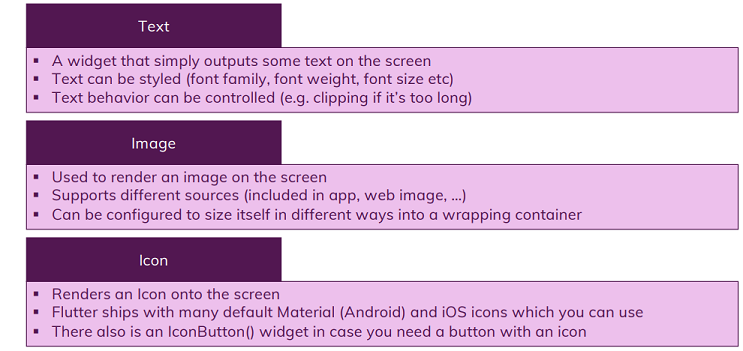 Text
▪ A widget that simply outputs some text on the screen
▪ Text can be styled (font family, font weight, font size etc)
▪ Text behavior can be controlled (e.g. clipping if it's too long)
Image
▪ Used to render an image on the screen
▪ Supports different sources (included in app, web image, ...)
▪ Can be configured to size itself in different ways into a wrapping container
Icon
▪ Renders an Icon onto the screen
▪ Flutter ships with many default Material (Android) and iOS icons which you can use
▪ There also is an IconButton() widget in case you need a button with an icon